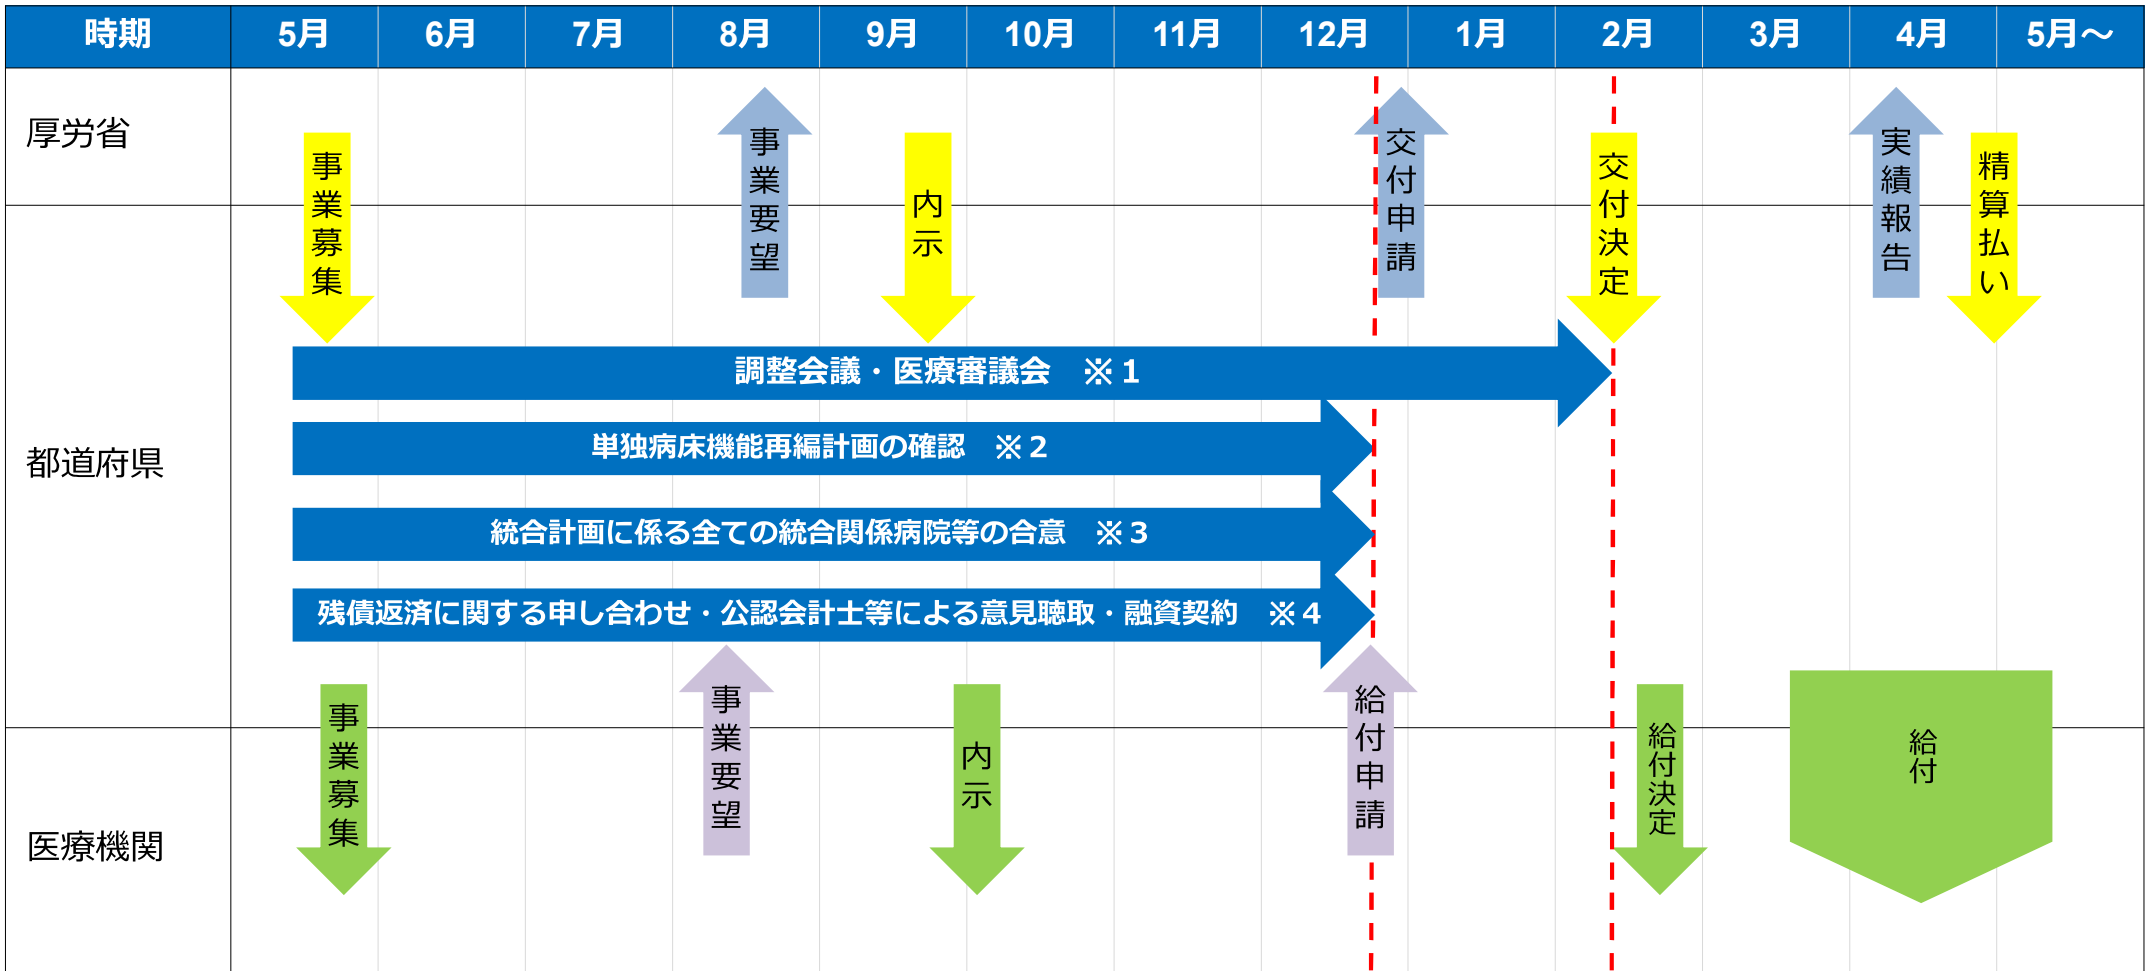 時期 5月 6月 7月 8月 9月 10月 11月 12月 1月 2月 3月 4月 5月～
厚労省
事業募集
事業要望
内示
交付申請
交付決定
実績報告
精算払い
都道府県
調整会議・医療審議会　※１
単独病床機能再編計画の確認　※２
統合計画に係る全ての統合関係病院等の合意　※３
残債返済に関する申し合わせ・公認会計士等による意見聴取・融資契約　※４
医療機関
事業募集
事業要望
内示
給付申請
給付決定
給付